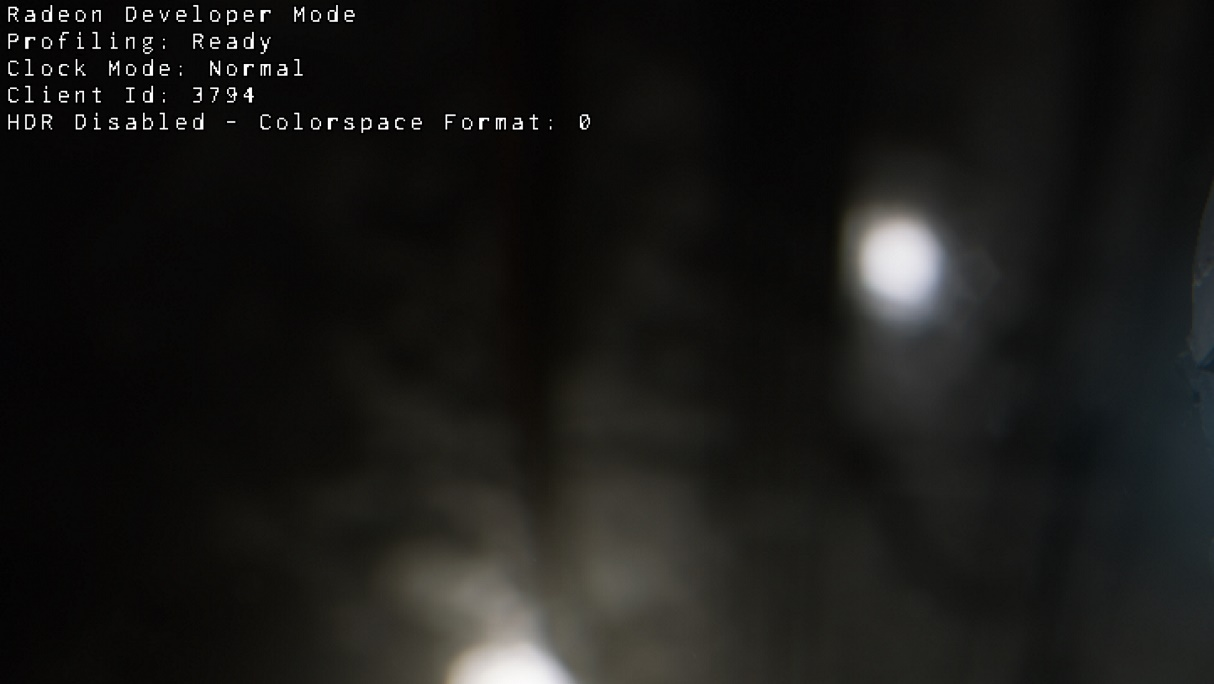 Radeon Developer Mode
Profiling: Ready
Clock Mode: Normal
Client Id: 3794
HDR Disabled - Colorspace Format: 0